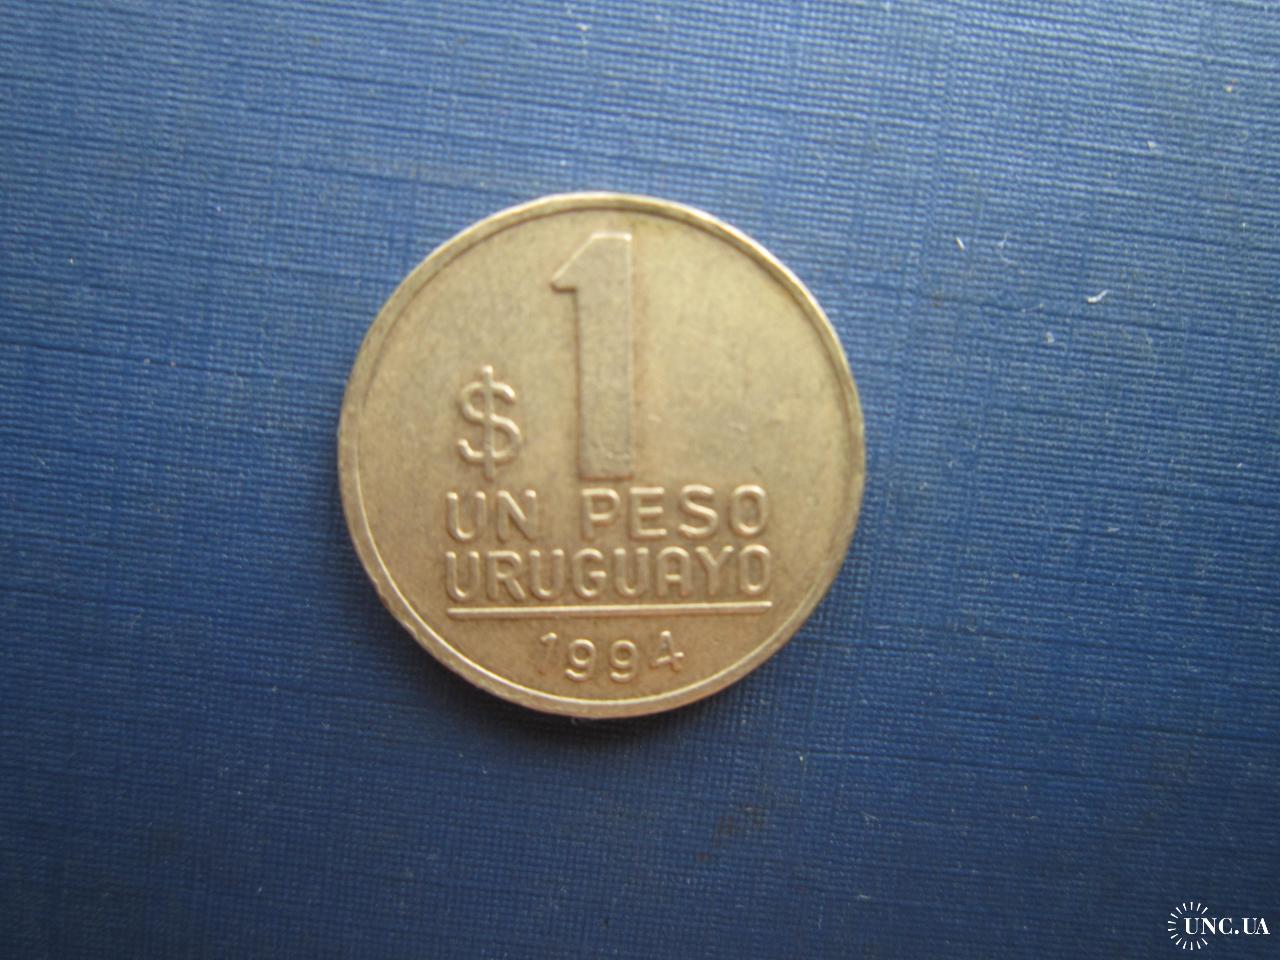 $ 1
UN PESO
URUGUAYO
1994
UNC.UA